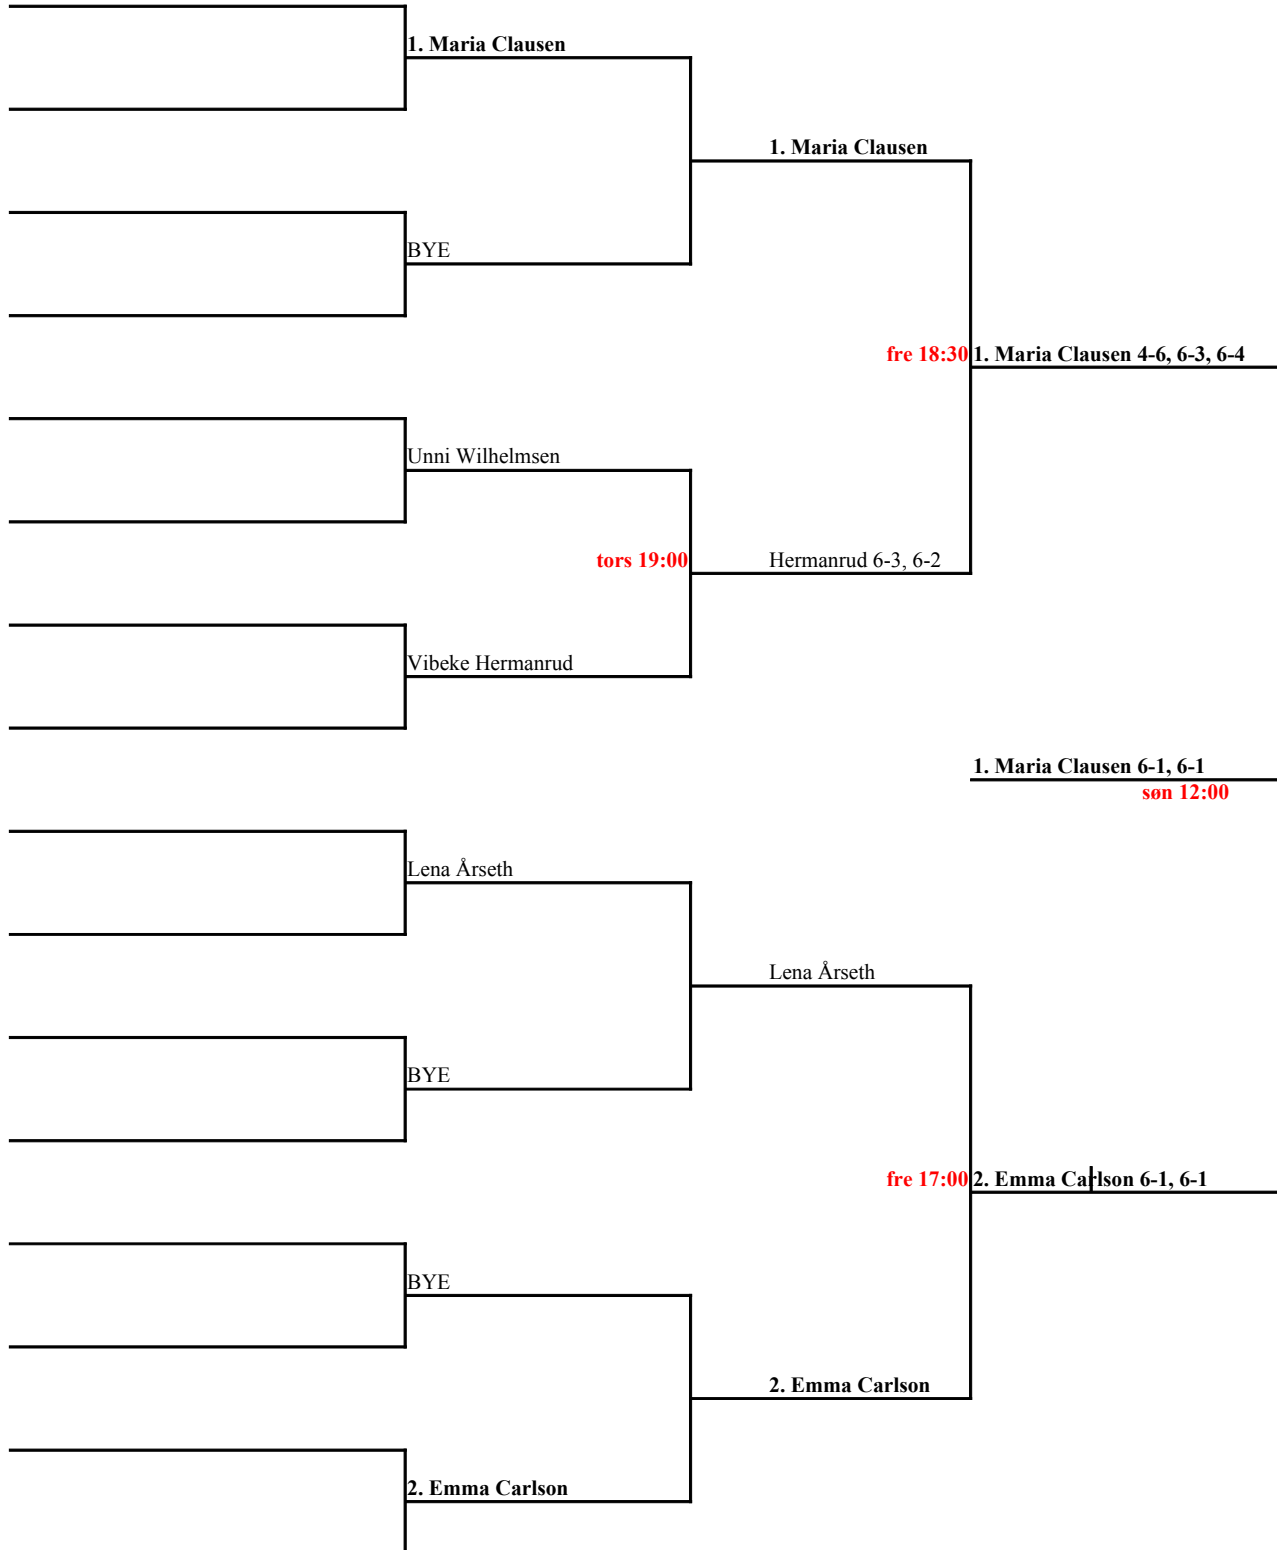 1. Maria Clausen
1. Maria Clausen
BYE
fre 18:30 1. Maria Clausen 4-6, 6-3, 6-4
Unni Wilhelmsen
tors 19:00 Hermanrud 6-3, 6-2
Vibeke Hermanrud
1. Maria Clausen 6-1, 6-1
søn 12:00
Lena Årseth
Lena Årseth
BYE
fre 17:00 2. Emma Carlson 6-1, 6-1
BYE
2. Emma Carlson
2. Emma Carlson